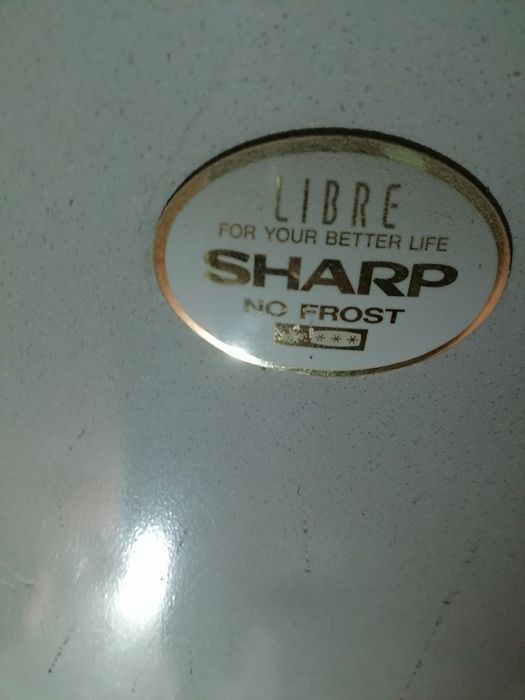 LIBRE
FOR YOUR BETTER LIFE
SHARP
NO FROST
****